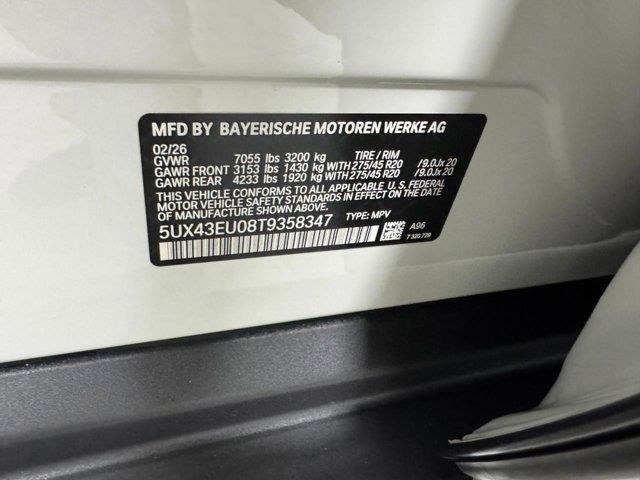 MFD BY BAYERISCHE MOTOREN WERKE AG
02/26 TIRE / RIM
GVWR 7055 lbs 3200 kg
GAWR FRONT 3153 lbs 1430 kg WITH 275/45 R20 /9.0Jx 20
GAWR REAR 4233 lbs 1920 kg WITH 275/45 R20 /9.0Jx 20
THIS VEHICLE CONFORMS TO ALL APPLICABLE U.S. FEDERAL
MOTOR VEHICLE SAFETY STANDARDS IN EFFECT ON THE DATE
OF MANUFACTURE SHOWN ABOVE.
5UX43EU08T9358347 TYPE: MPV
A96
7 320 729